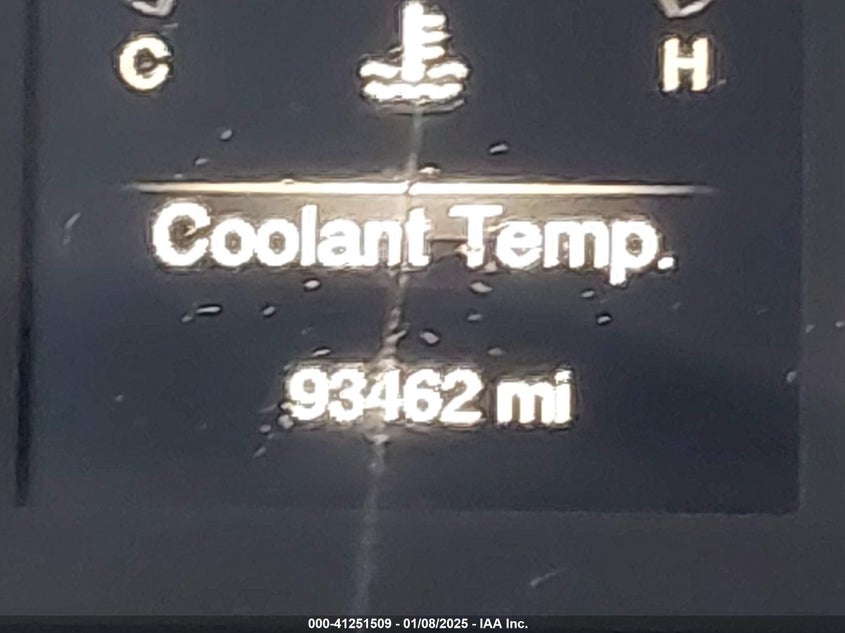 C H
Coolant Temp.
93462 mi
000-41251509 - 01/08/2025 - IAA Inc.